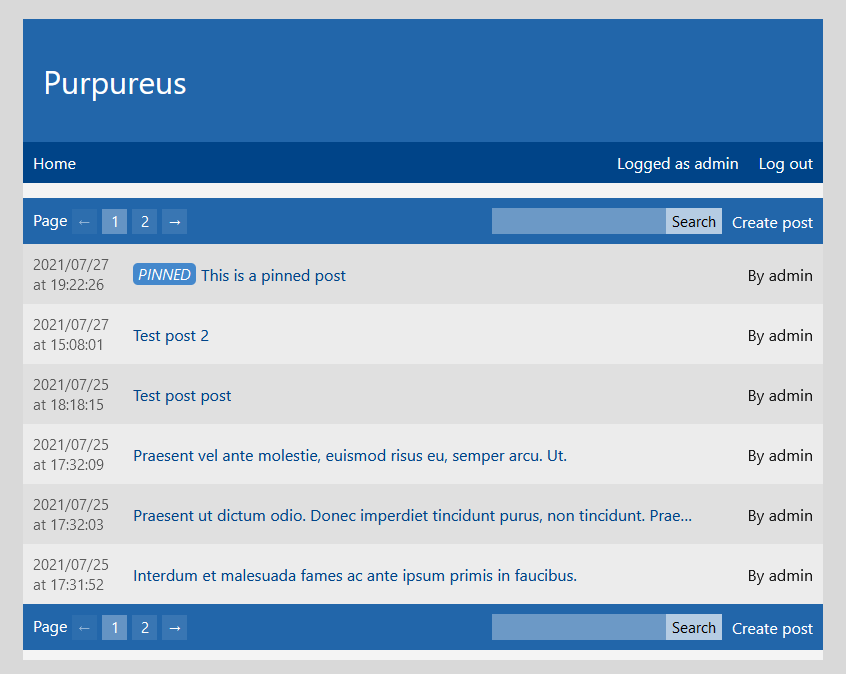 Purpureus
Home Logged as admin Log out
Page ← 1 2 → Search Create post
2021/07/27
at 19:22:26
PINNED This is a pinned post By admin
2021/07/27
at 15:08:01
Test post 2 By admin
2021/07/25
at 18:18:15
Test post post By admin
2021/07/25
at 17:32:09
Praesent vel ante molestie, euismod risus eu, semper arcu. Ut. By admin
2021/07/25
at 17:32:03
Praesent ut dictum odio. Donec imperdiet tincidunt purus, non tincidunt. Prae... By admin
2021/07/25
at 17:31:52
Interdum et malesuada fames ac ante ipsum primis in faucibus. By admin
Page ← 1 2 → Search Create post